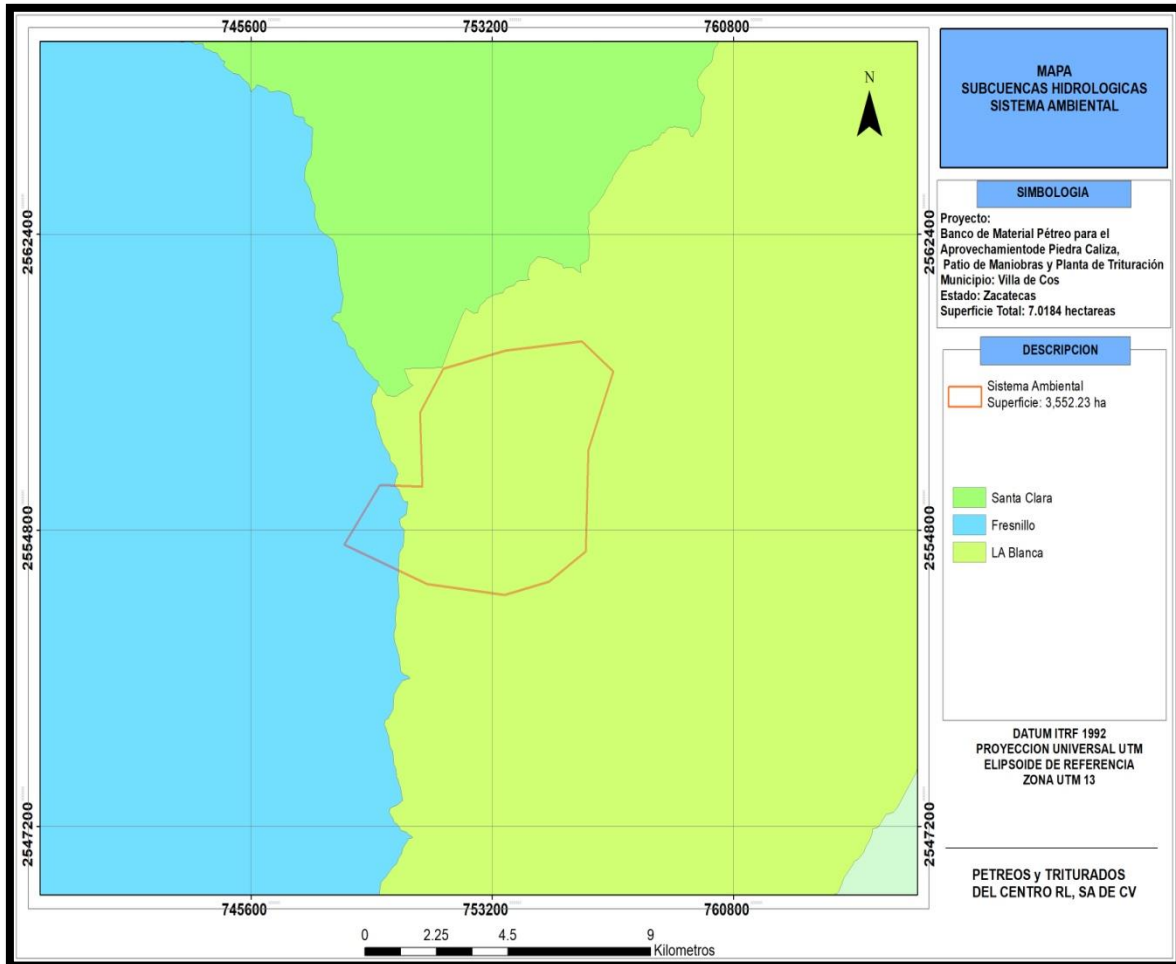 745600
753200
760800
2562400
2554800
2547200
2562400
2554800
2547200
745600
753200
760800
N
0
2.25
4.5
9
Kilometros
MAPA
SUBCUENCAS HIDROLOGICAS
SISTEMA AMBIENTAL
SIMBOLOGIA
Proyecto:
Banco de Material Pétreo para el
Aprovechamientode Piedra Caliza,
Patio de Maniobras y Planta de Trituración
Municipio: Villa de Cos
Estado: Zacatecas
Superficie Total: 7.0184 hectareas
DESCRIPCION
Sistema Ambiental
Superficie: 3,552.23 ha
Santa Clara
Fresnillo
LA Blanca
DATUM ITRF 1992
PROYECCION UNIVERSAL UTM
ELIPSOIDE DE REFERENCIA
ZONA UTM 13
PETREOS y TRITURADOS
DEL CENTRO RL, SA DE CV